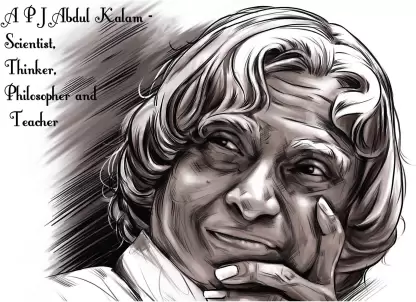 A P J Abdul Kalam -
Scientist,
Thinker,
Philosopher and
Teacher